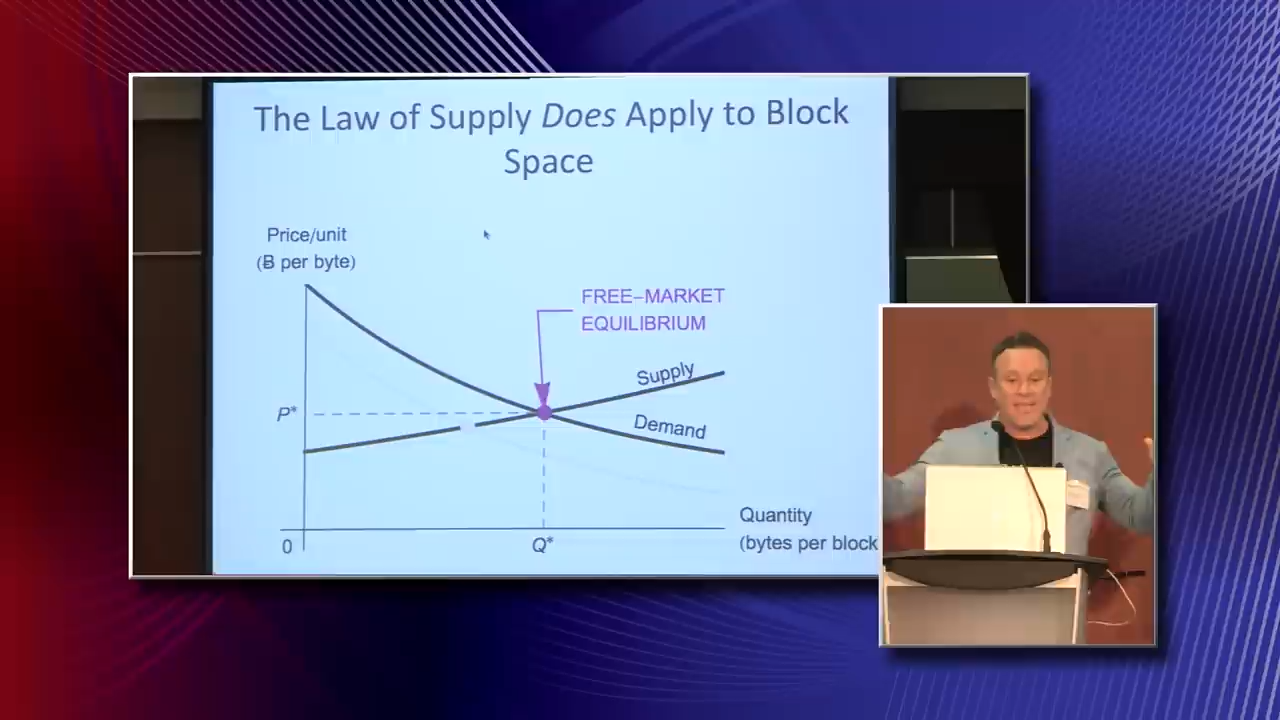 The Law of Supply Does Apply to Block
Space
Price/unit
(Ƀ per byte)
FREE–MARKET
EQUILIBRIUM
Supply
P*
Demand
Quantity
(bytes per block
0
Q*